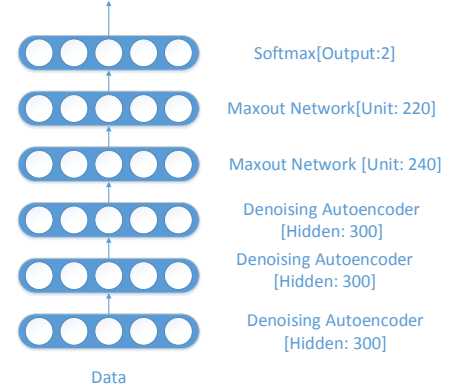 Softmax[Output:2]
Maxout Network[Unit: 220]
Maxout Network [Unit: 240]
Denoising Autoencoder
[Hidden: 300]
Denoising Autoencoder
[Hidden: 300]
Denoising Autoencoder
[Hidden: 300]
Data